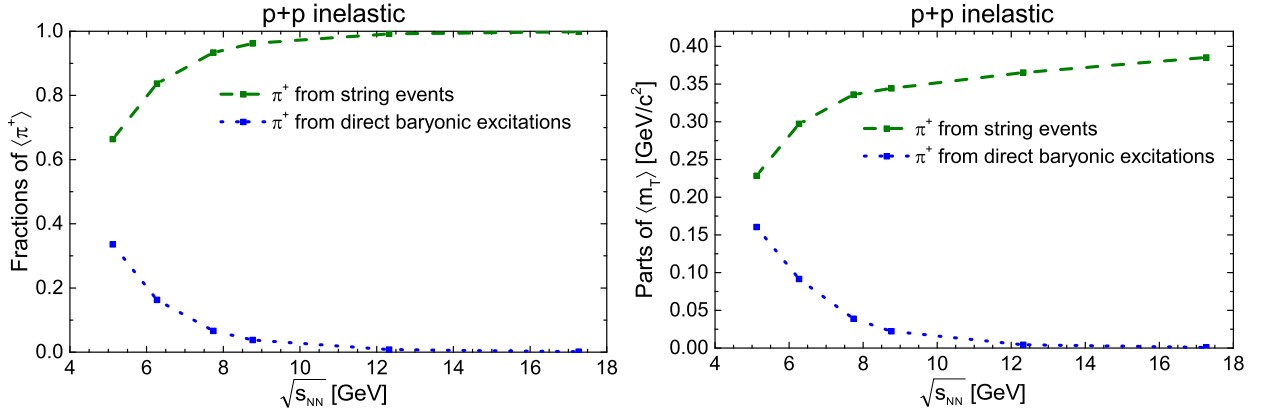 p+p inelastic
1.0
0.8
0.6
0.4
0.2
0.0
Fractions of ⟨π⁺⟩
π⁺ from string events
π⁺ from direct baryonic excitations
4 6 8 10 12 14 16 18
√s_NN [GeV]
p+p inelastic
0.40
0.35
0.30
0.25
0.20
0.15
0.10
0.05
0.00
Parts of ⟨m_T⟩ [GeV/c²]
π⁺ from string events
π⁺ from direct baryonic excitations
4 6 8 10 12 14 16 18
√s_NN [GeV]